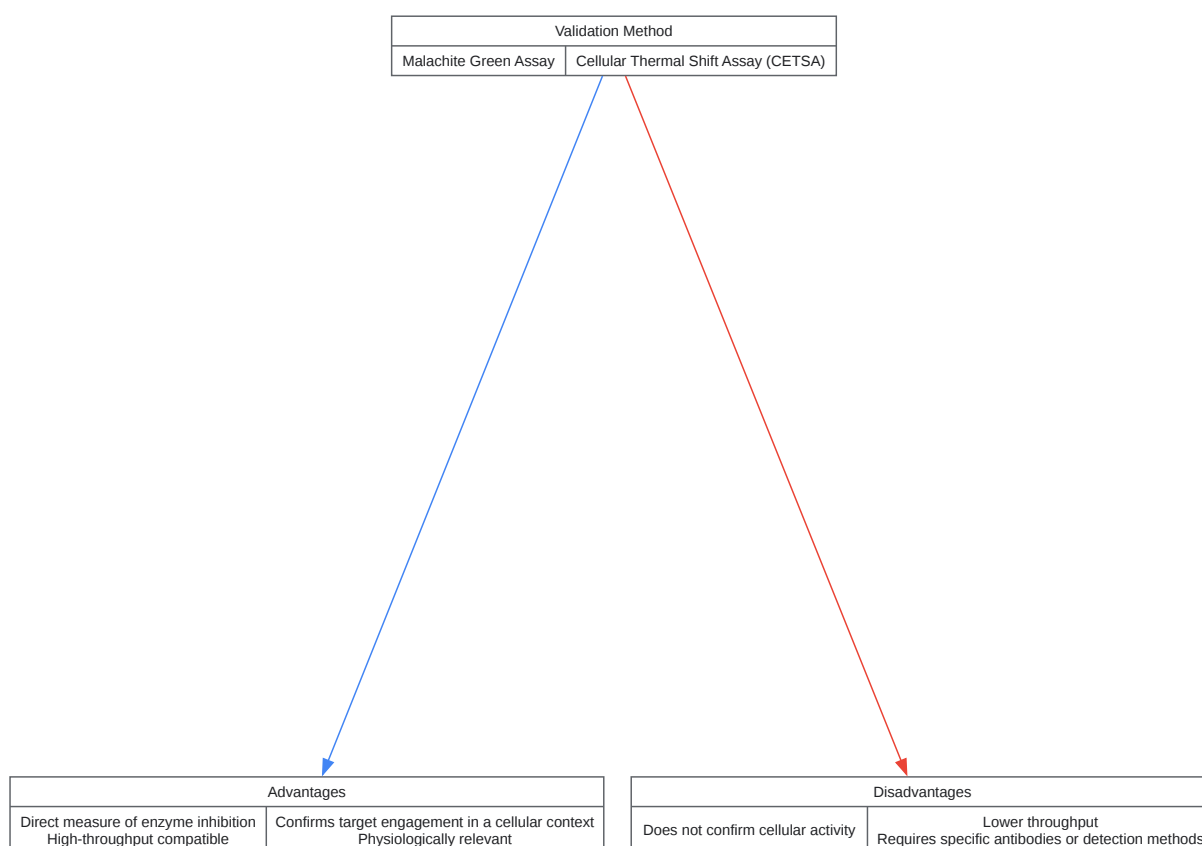 Validation Method
Malachite Green Assay
Cellular Thermal Shift Assay (CETSA)
Advantages
Direct measure of enzyme inhibition
High-throughput compatible
Confirms target engagement in a cellular context
Physiologically relevant
Disadvantages
Does not confirm cellular activity
Lower throughput
Requires specific antibodies or detection methods